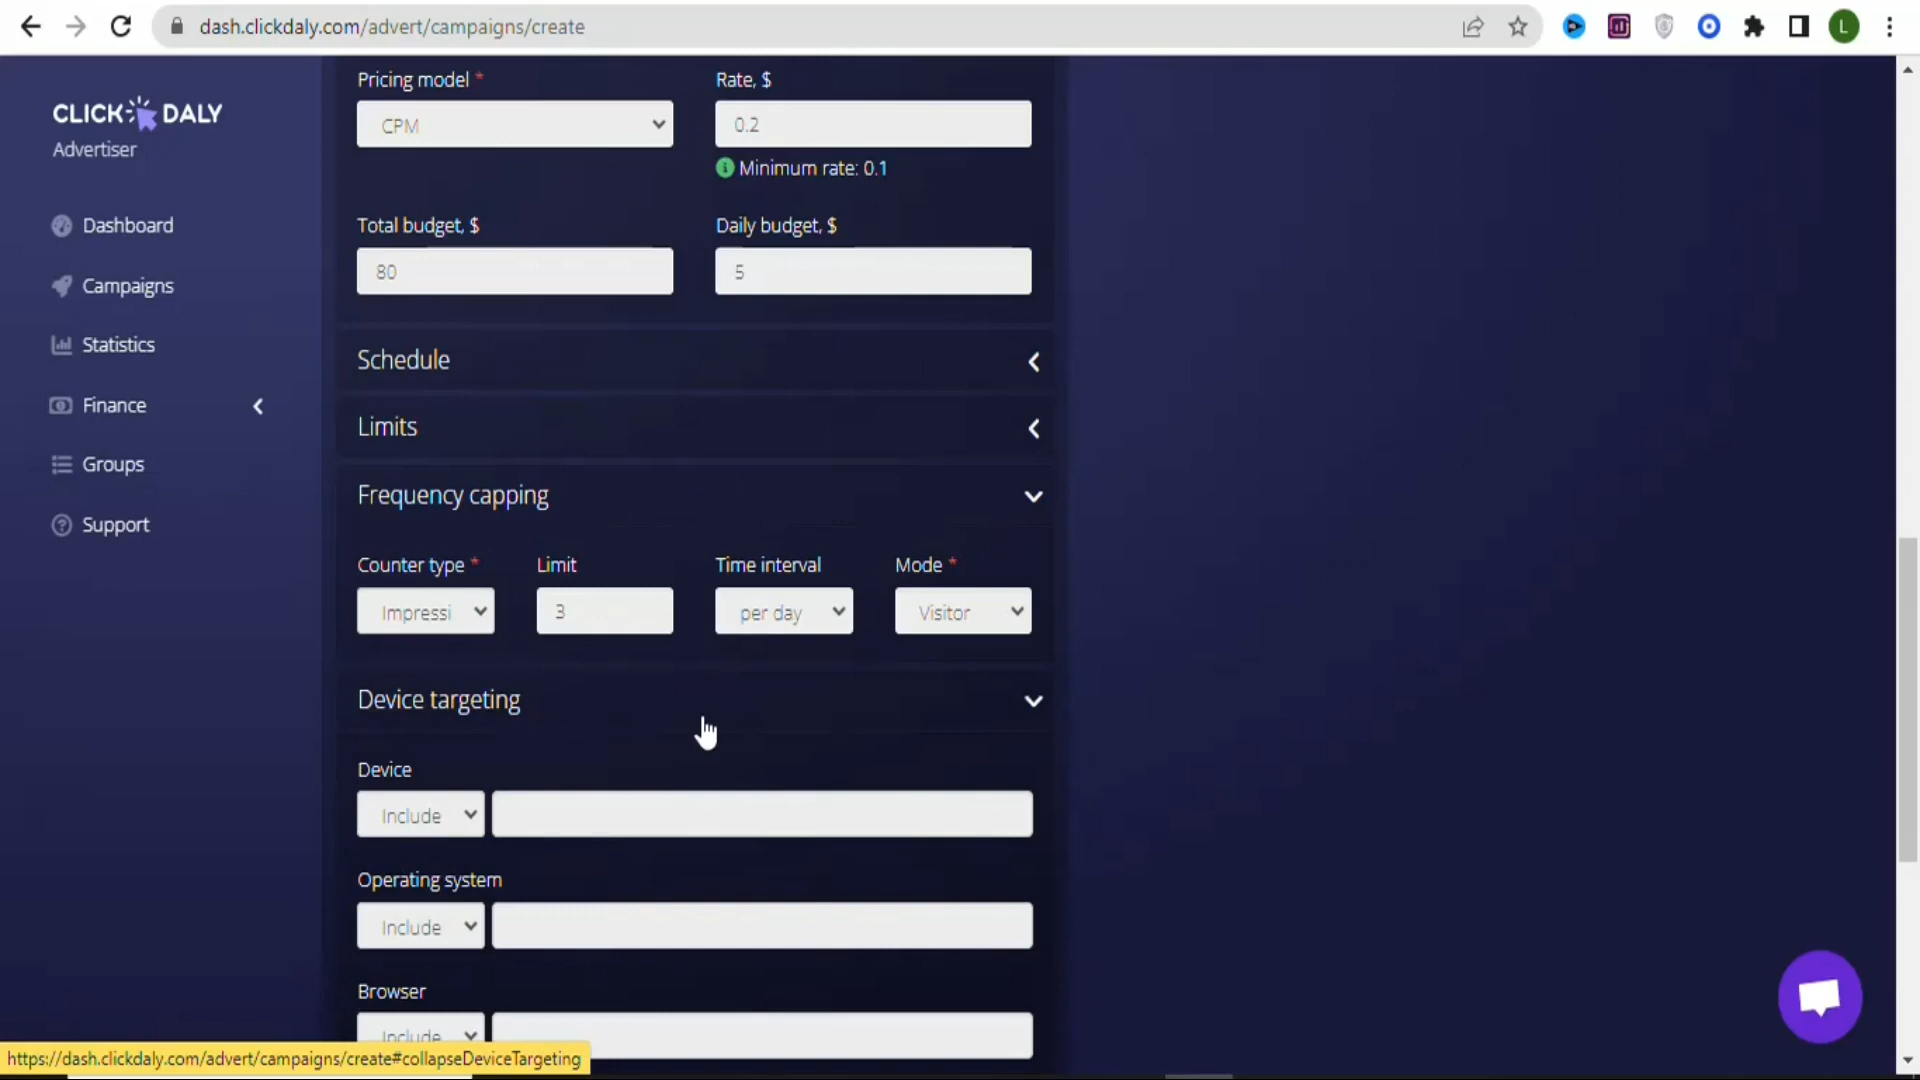 dash.clickdaly.com/advert/campaigns/create
L
CLICK DALY
Advertiser
Dashboard
Campaigns
Statistics
Finance
Groups
Support
Pricing model * Rate, $
CPM 0.2
Minimum rate: 0.1
Total budget, $ Daily budget, $
80 5
Schedule
Limits
Frequency capping
Counter type * Limit Time interval Mode *
Impressi 3 per day Visitor
Device targeting
Device
Include
Operating system
Include
Browser
Include
https://dash.clickdaly.com/advert/campaigns/create#collapseDeviceTargeting